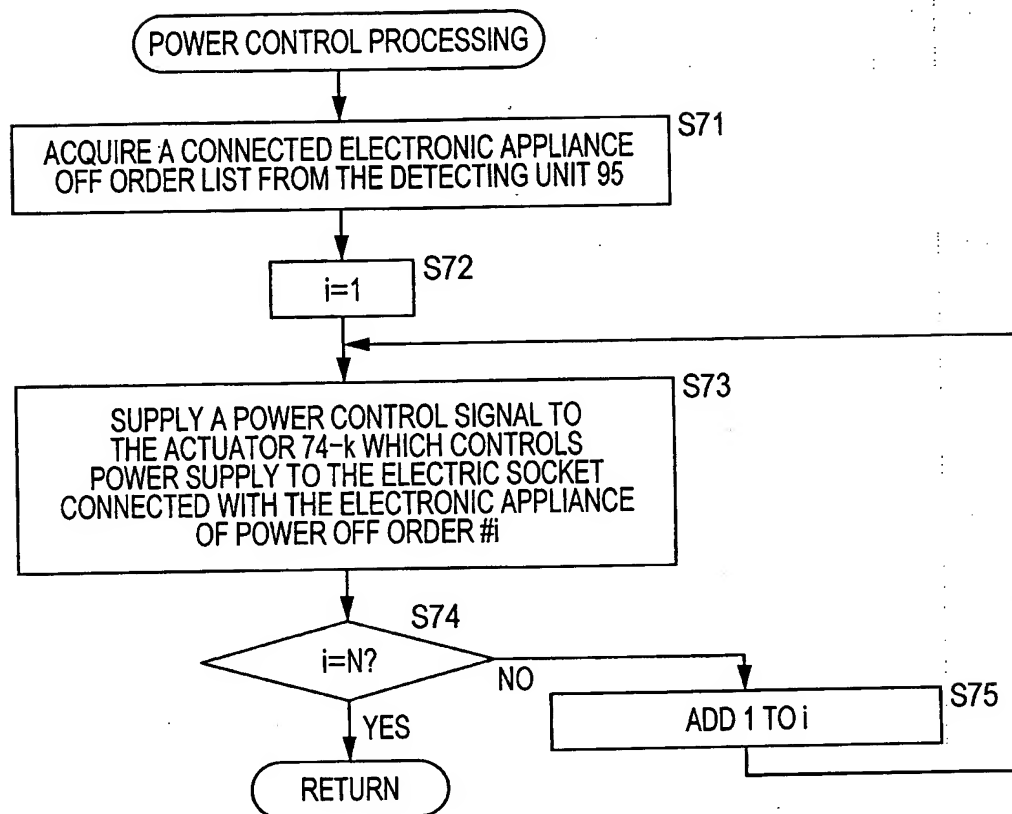 POWER CONTROL PROCESSING
S71
ACQUIRE A CONNECTED ELECTRONIC APPLIANCE
OFF ORDER LIST FROM THE DETECTING UNIT 95
S72
i=1
S73
SUPPLY A POWER CONTROL SIGNAL TO
THE ACTUATOR 74-k WHICH CONTROLS
POWER SUPPLY TO THE ELECTRIC SOCKET
CONNECTED WITH THE ELECTRONIC APPLIANCE
OF POWER OFF ORDER #i
S74
i=N?
NO
S75
ADD 1 TO i
YES
RETURN